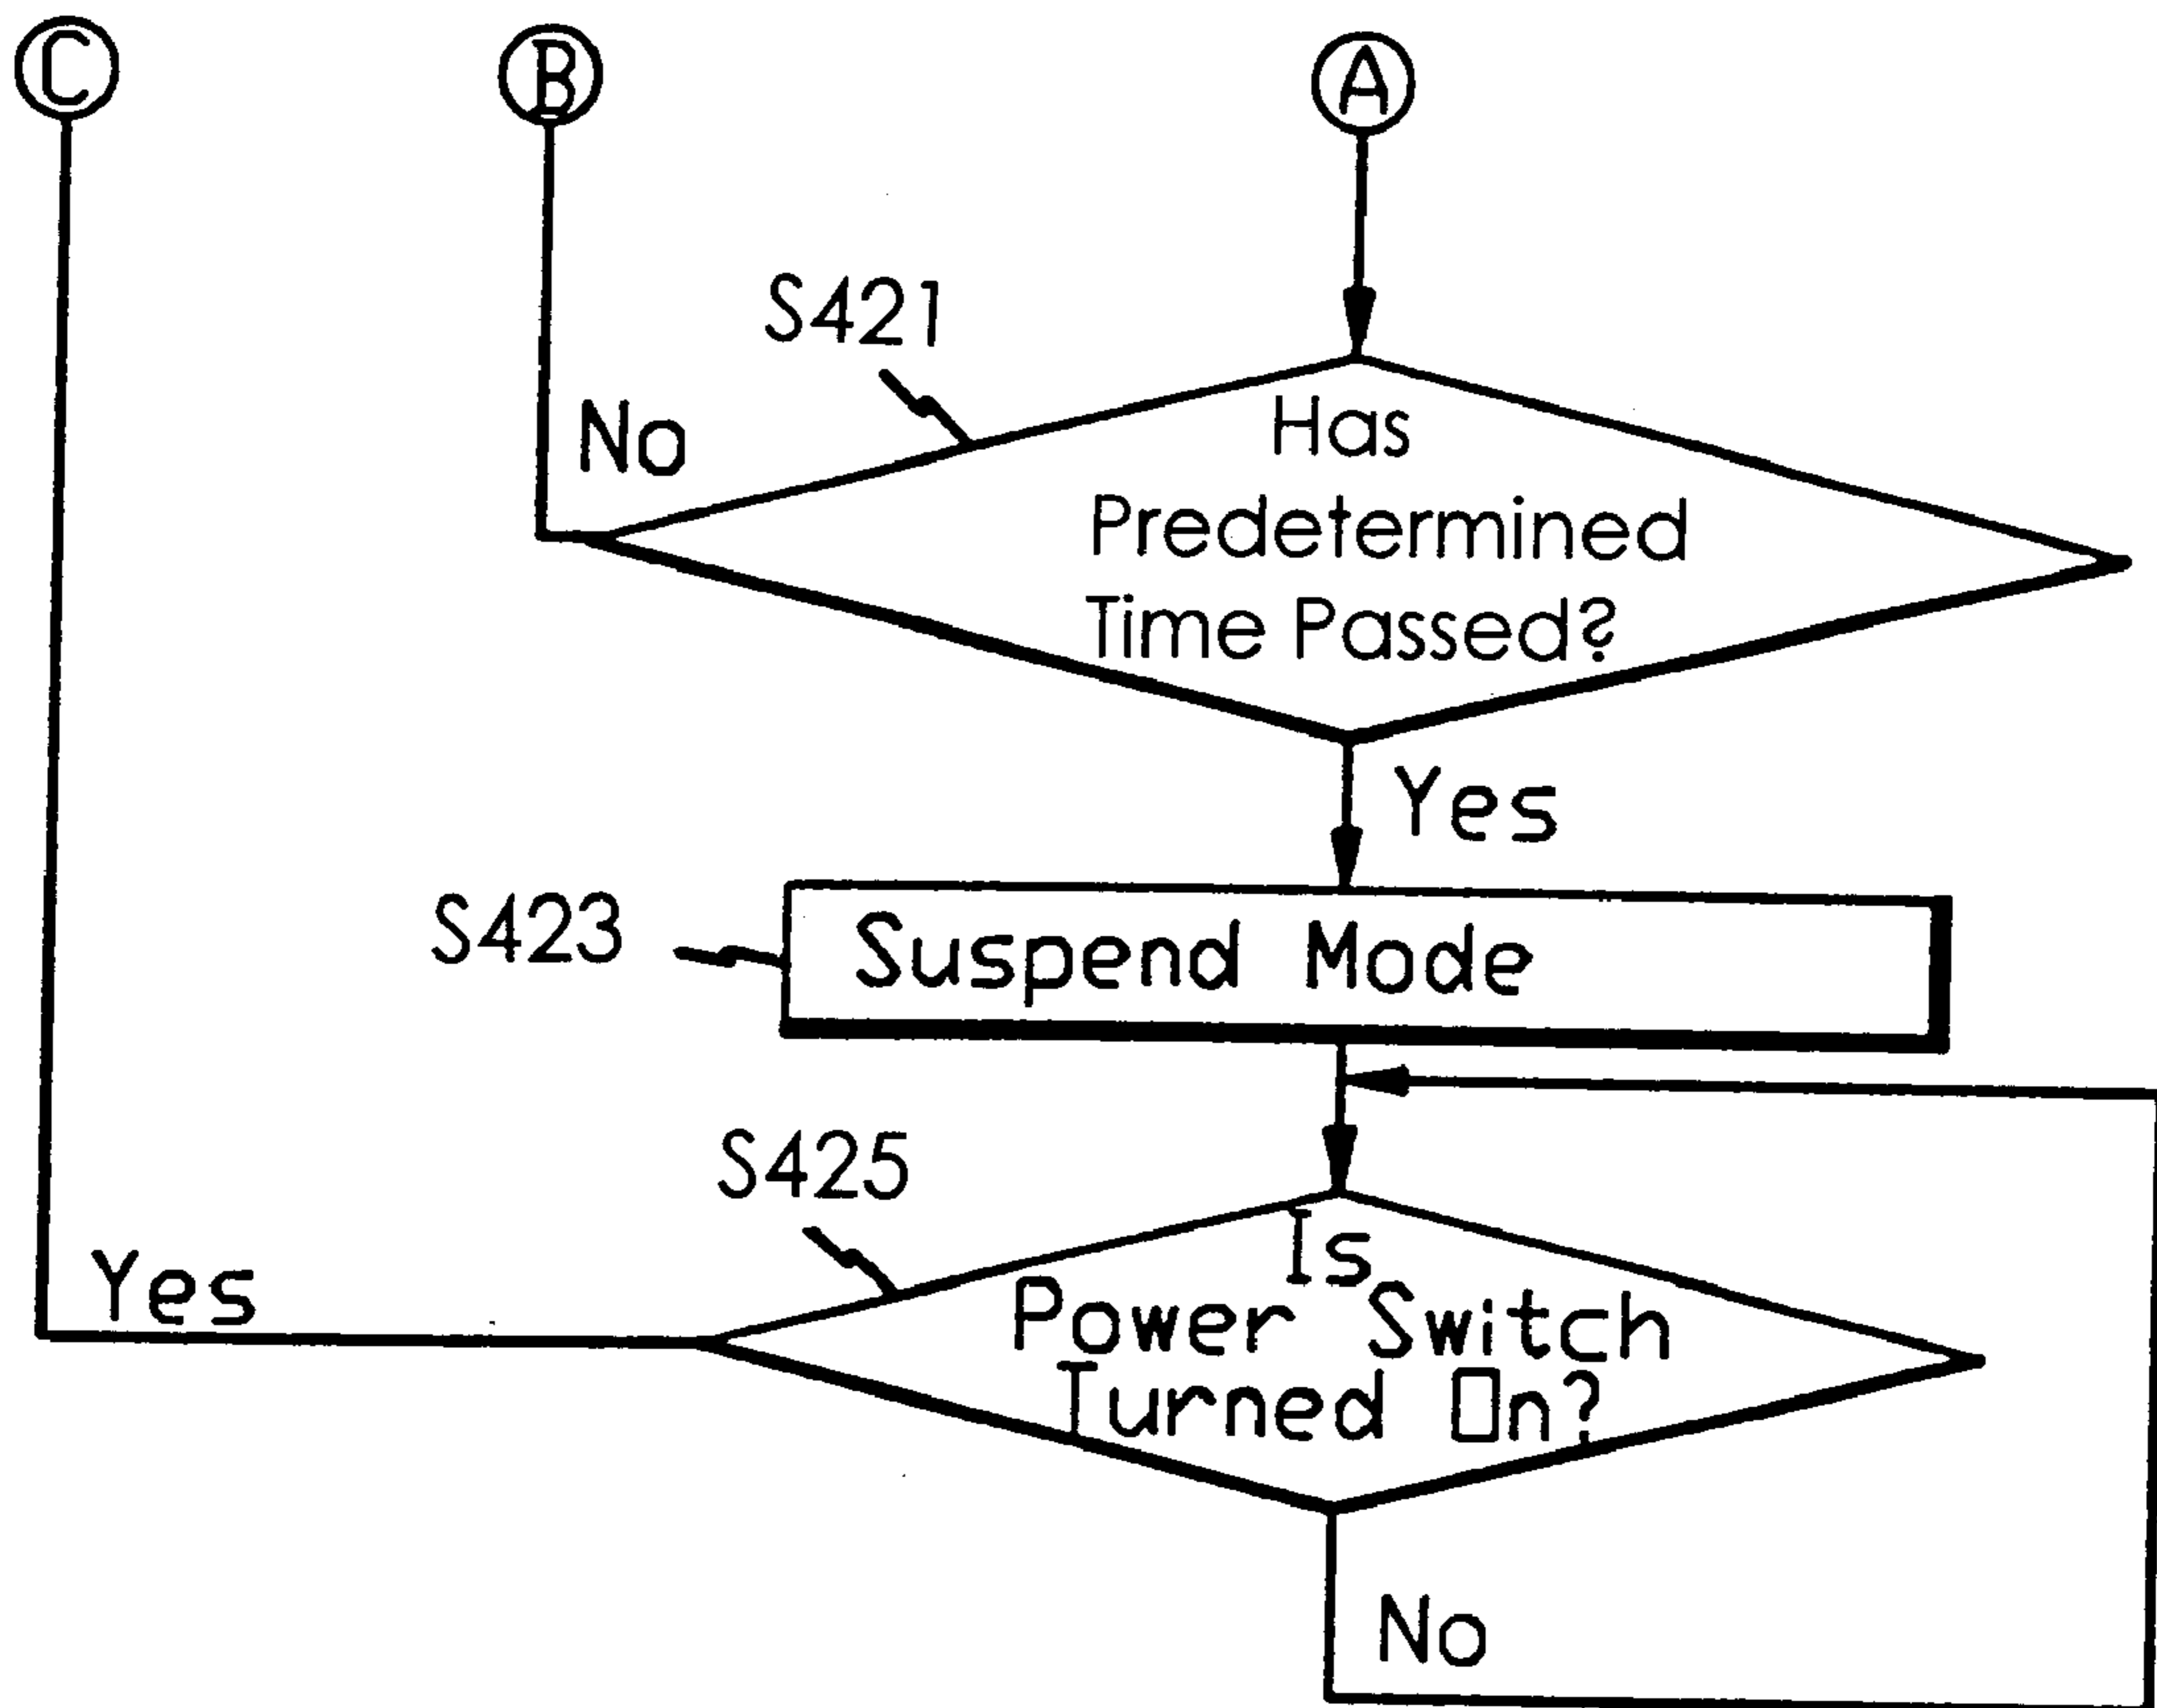 C
B
A
S421
No
Has
Predetermined
Time Passed?
Yes
S423
Suspend Mode
S425
Yes
Is
Power Switch
Turned On?
No